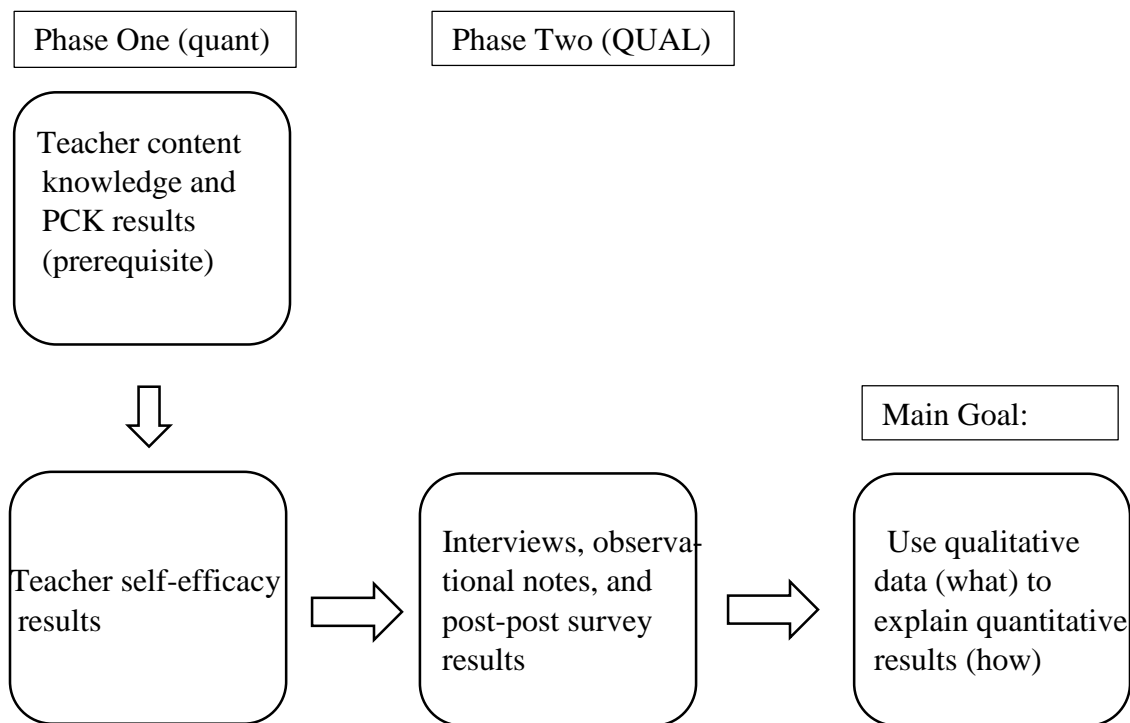 Phase One (quant)
Phase Two (QUAL)
Teacher content
knowledge and
PCK results
(prerequisite)
Main Goal:
Teacher self-efficacy
results
Interviews, observa-
tional notes, and
post-post survey
results
Use qualitative
data (what) to
explain quantitative
results (how)